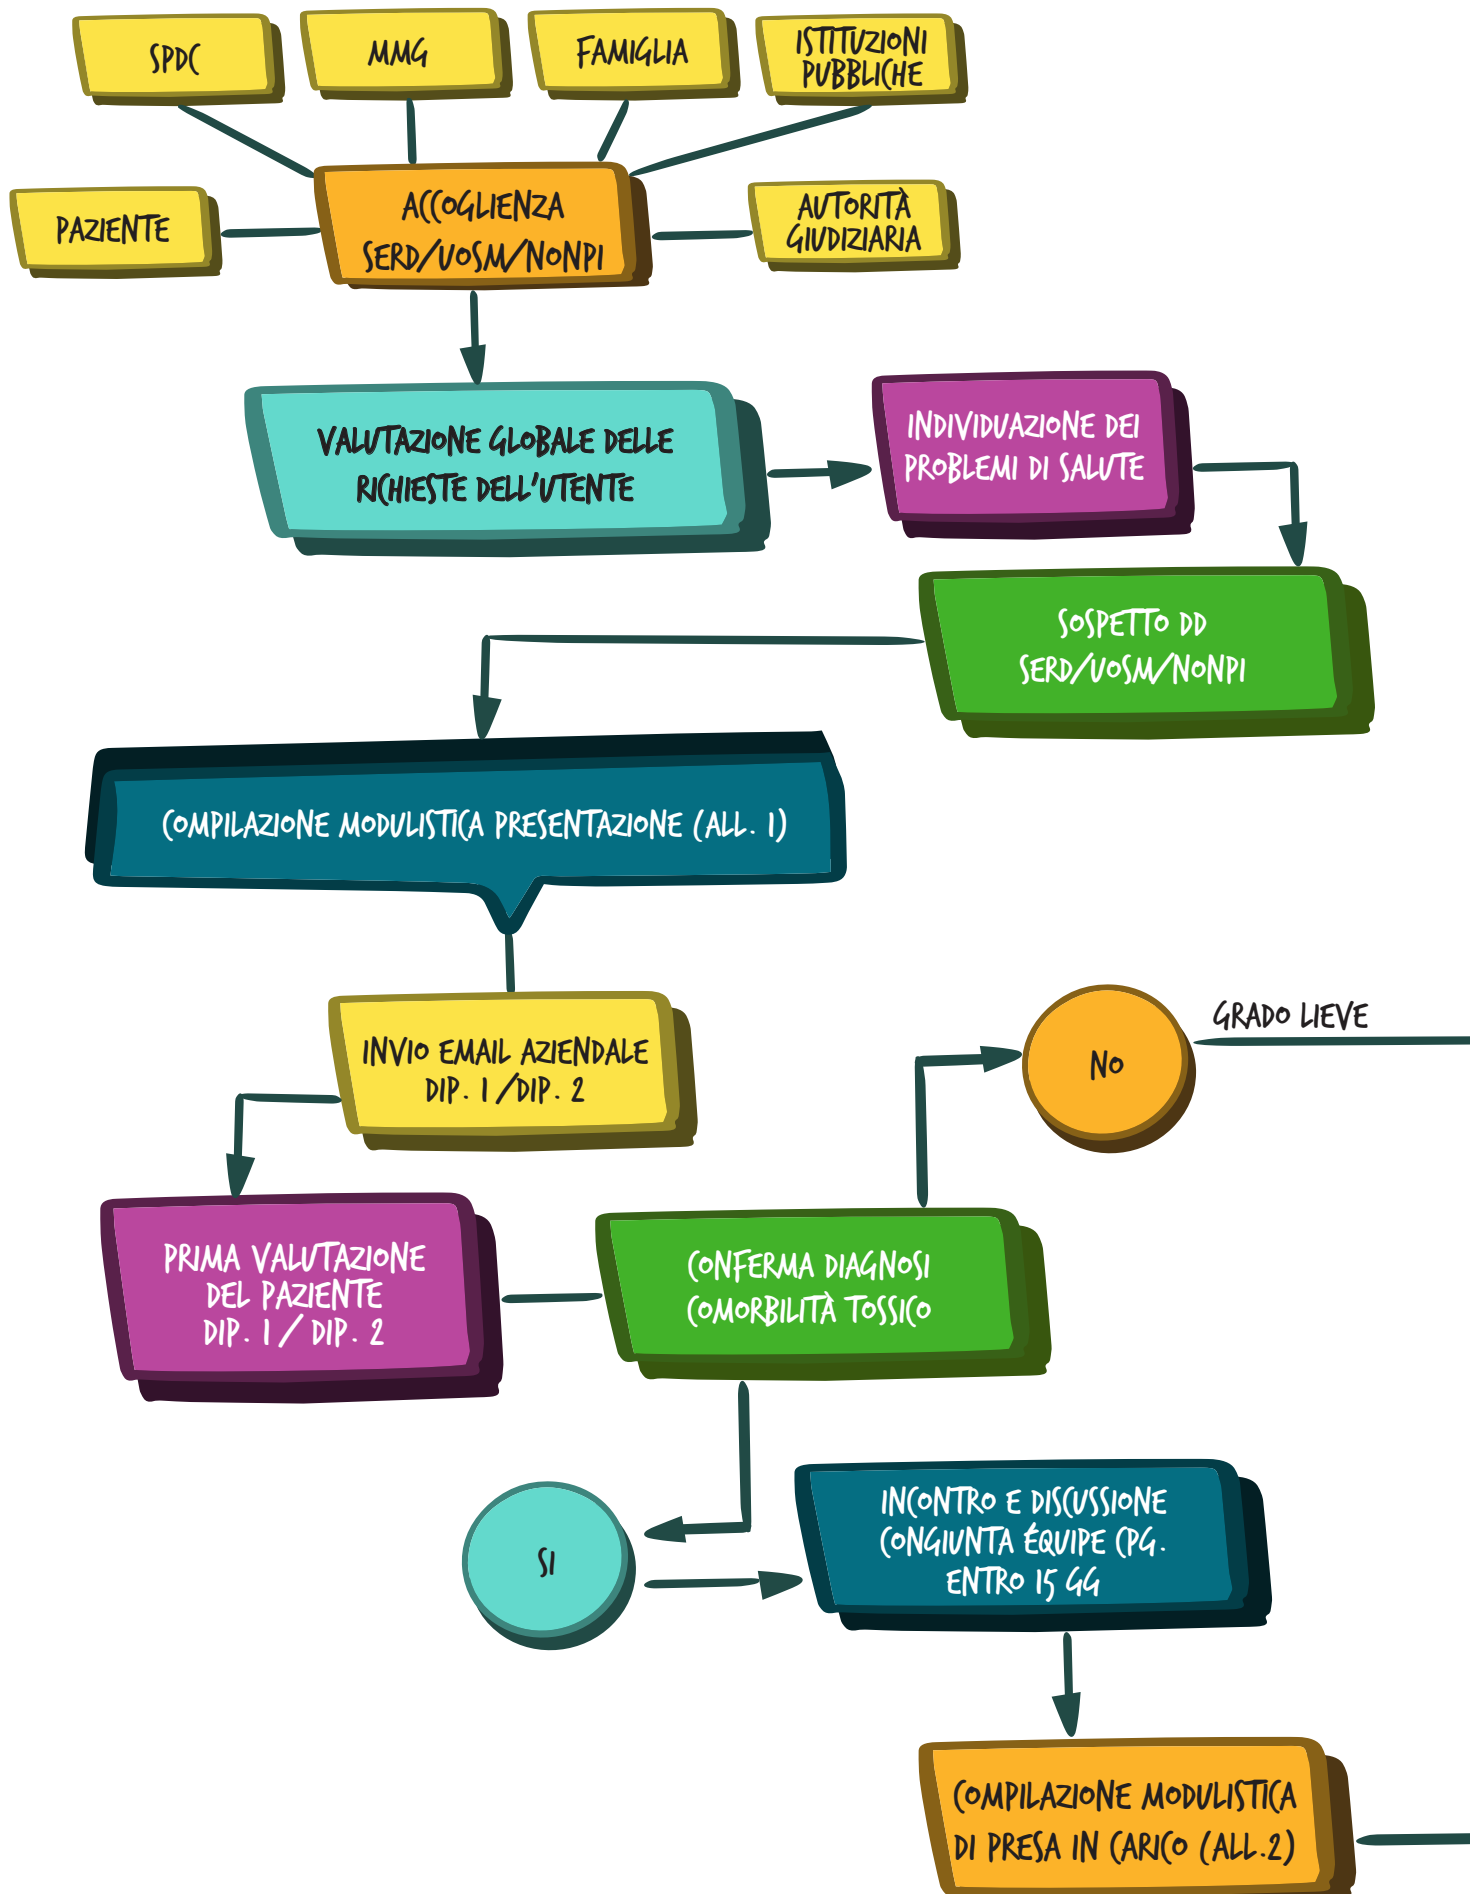 SPDC
MMG
FAMIGLIA
ISTITUZIONI
PUBBLICHE
PAZIENTE
ACCOGLIENZA
SERD/UOSM/NONPI
AUTORITÀ
GIUDIZIARIA
VALUTAZIONE GLOBALE DELLE
RICHIESTE DELL'UTENTE
INDIVIDUAZIONE DEI
PROBLEMI DI SALUTE
SOSPETTO DD
SERD/UOSM/NONPI
COMPILAZIONE MODULISTICA PRESENTAZIONE (ALL. 1)
INVIO EMAIL AZIENDALE
DIP. 1 /DIP. 2
NO
GRADO LIEVE
PRIMA VALUTAZIONE
DEL PAZIENTE
DIP. 1 / DIP. 2
CONFERMA DIAGNOSI
COMORBILITÀ TOSSICO
SI
INCONTRO E DISCUSSIONE
CONGIUNTA ÉQUIPE CPG.
ENTRO 15 GG
COMPILAZIONE MODULISTICA
DI PRESA IN CARICO (ALL.2)